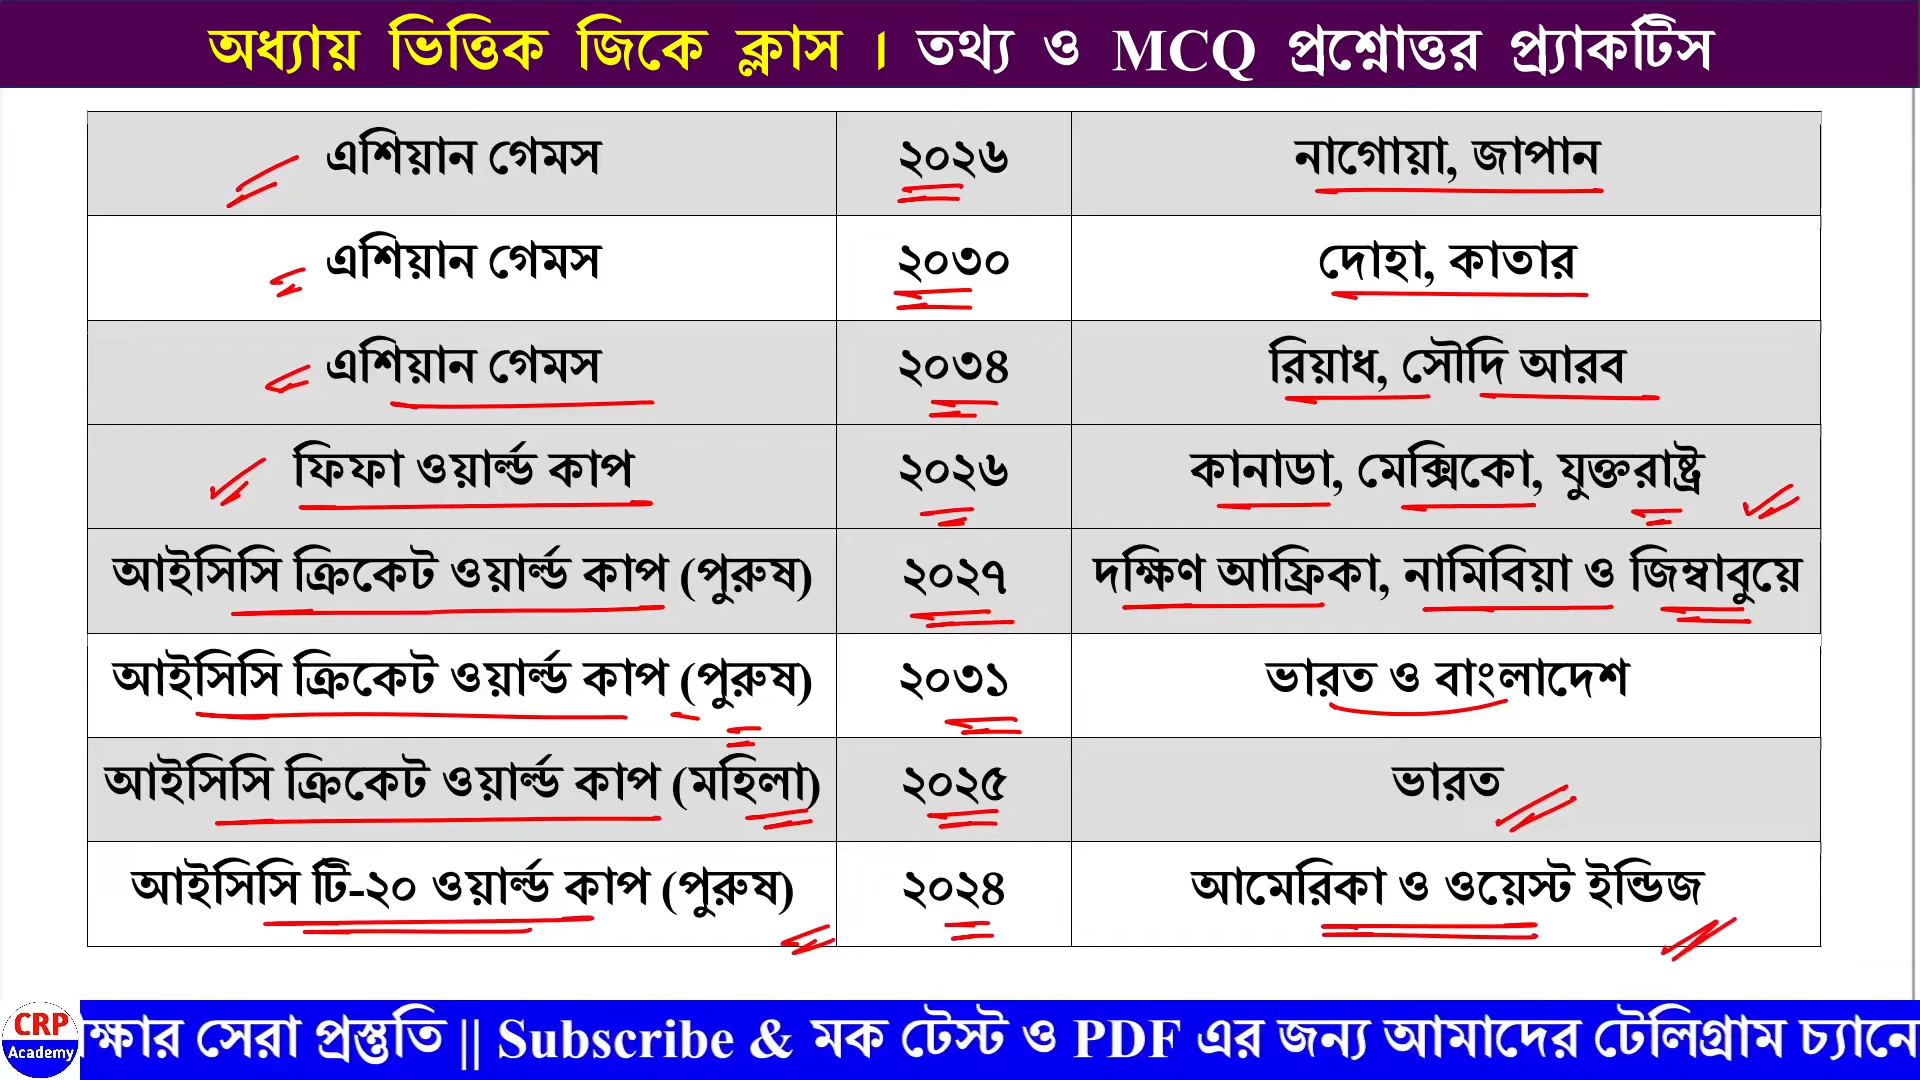 অধ্যায় ভিত্তিক জিকে ক্লাস । তথ্য ও MCQ প্রশ্নোত্তর প্র্যাকটিস
এশিয়ান গেমস ২০২৬ নাগোয়া, জাপান
এশিয়ান গেমস ২০৩০ দোহা, কাতার
এশিয়ান গেমস ২০৩৪ রিয়াধ, সৌদি আরব
ফিফা ওয়ার্ল্ড কাপ ২০২৬ কানাডা, মেক্সিকো, যুক্তরাষ্ট্র
আইসিসি ক্রিকেট ওয়ার্ল্ড কাপ (পুরুষ) ২০২৭ দক্ষিণ আফ্রিকা, নামিবিয়া ও জিম্বাবুয়ে
আইসিসি ক্রিকেট ওয়ার্ল্ড কাপ (পুরুষ) ২০৩১ ভারত ও বাংলাদেশ
আইসিসি ক্রিকেট ওয়ার্ল্ড কাপ (মহিলা) ২০২৫ ভারত
আইসিসি টি-২০ ওয়ার্ল্ড কাপ (পুরুষ) ২০২৪ আমেরিকা ও ওয়েস্ট ইন্ডিজ
CRP Academy
ক্ষার সেরা প্রস্তুতি || Subscribe & মক টেস্ট ও PDF এর জন্য আমাদের টেলিগ্রাম চ্যানে